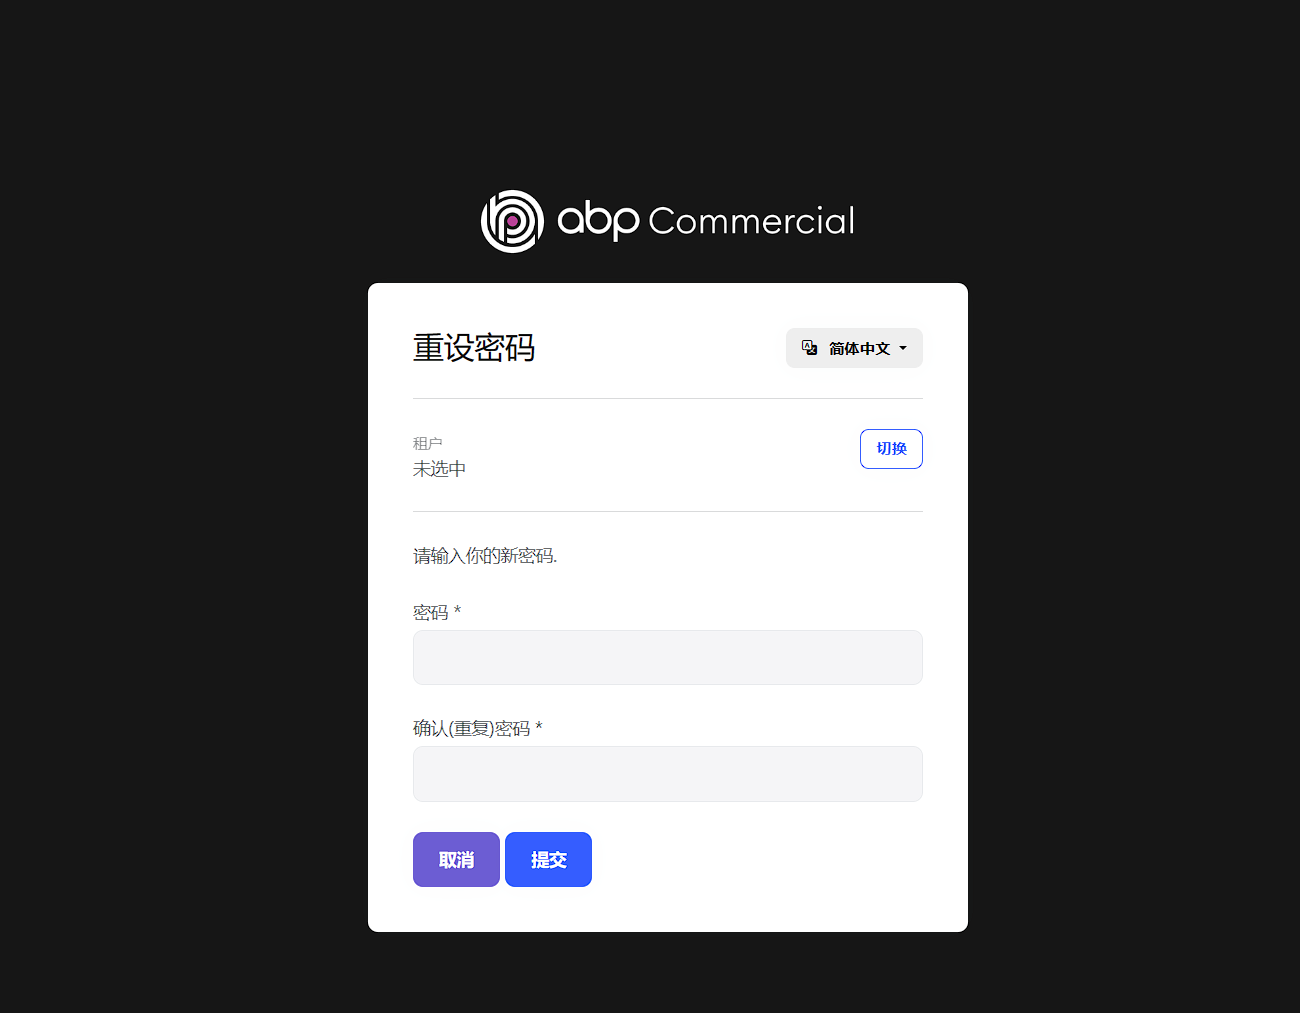 abp Commercial
重设密码
简体中文
租户
切换
未选中
请输入你的新密码.
密码 *
确认(重复)密码 *
取消 提交